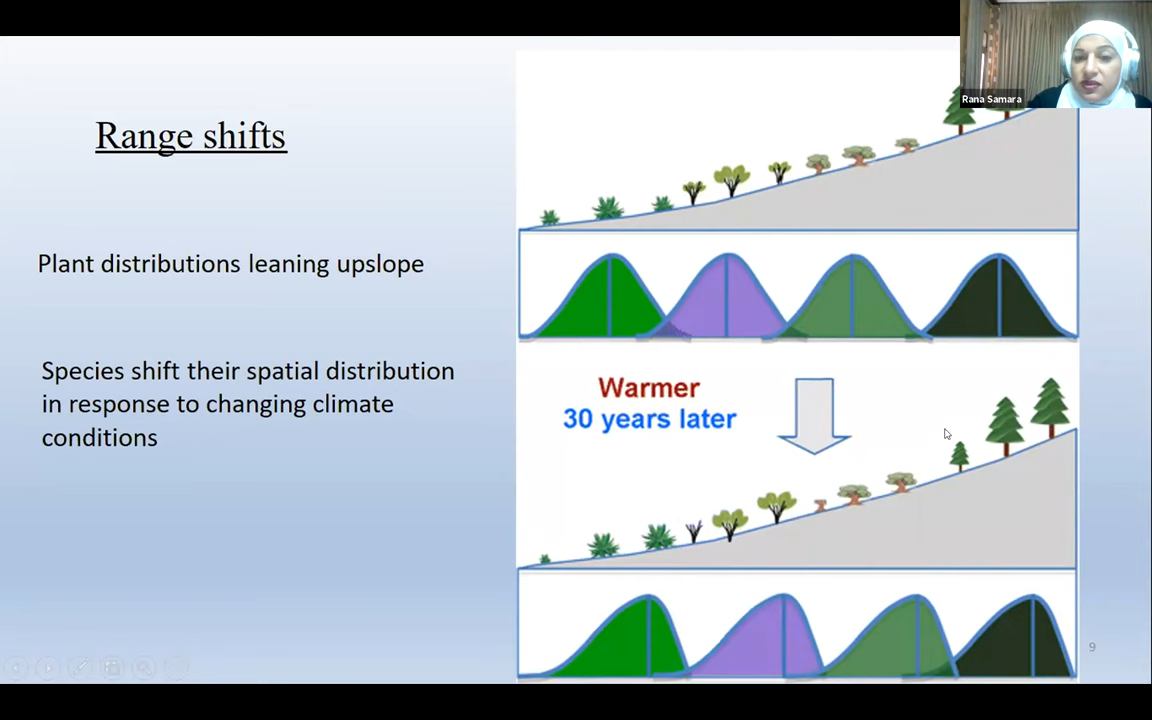 Rana Samara
Range shifts
Plant distributions leaning upslope
Species shift their spatial distribution
in response to changing climate
conditions
Warmer
30 years later
9